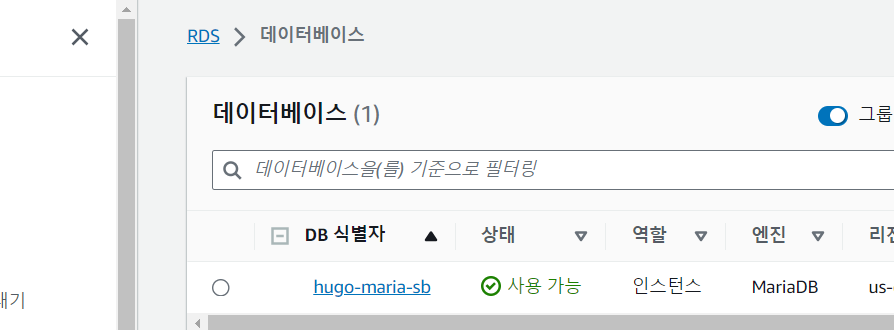 RDS > 데이터베이스
데이터베이스 (1)
그룹
데이터베이스을(를) 기준으로 필터링
DB 식별자 상태 역할 엔진
hugo-maria-sb 사용 가능 인스턴스 MariaDB us-
내기